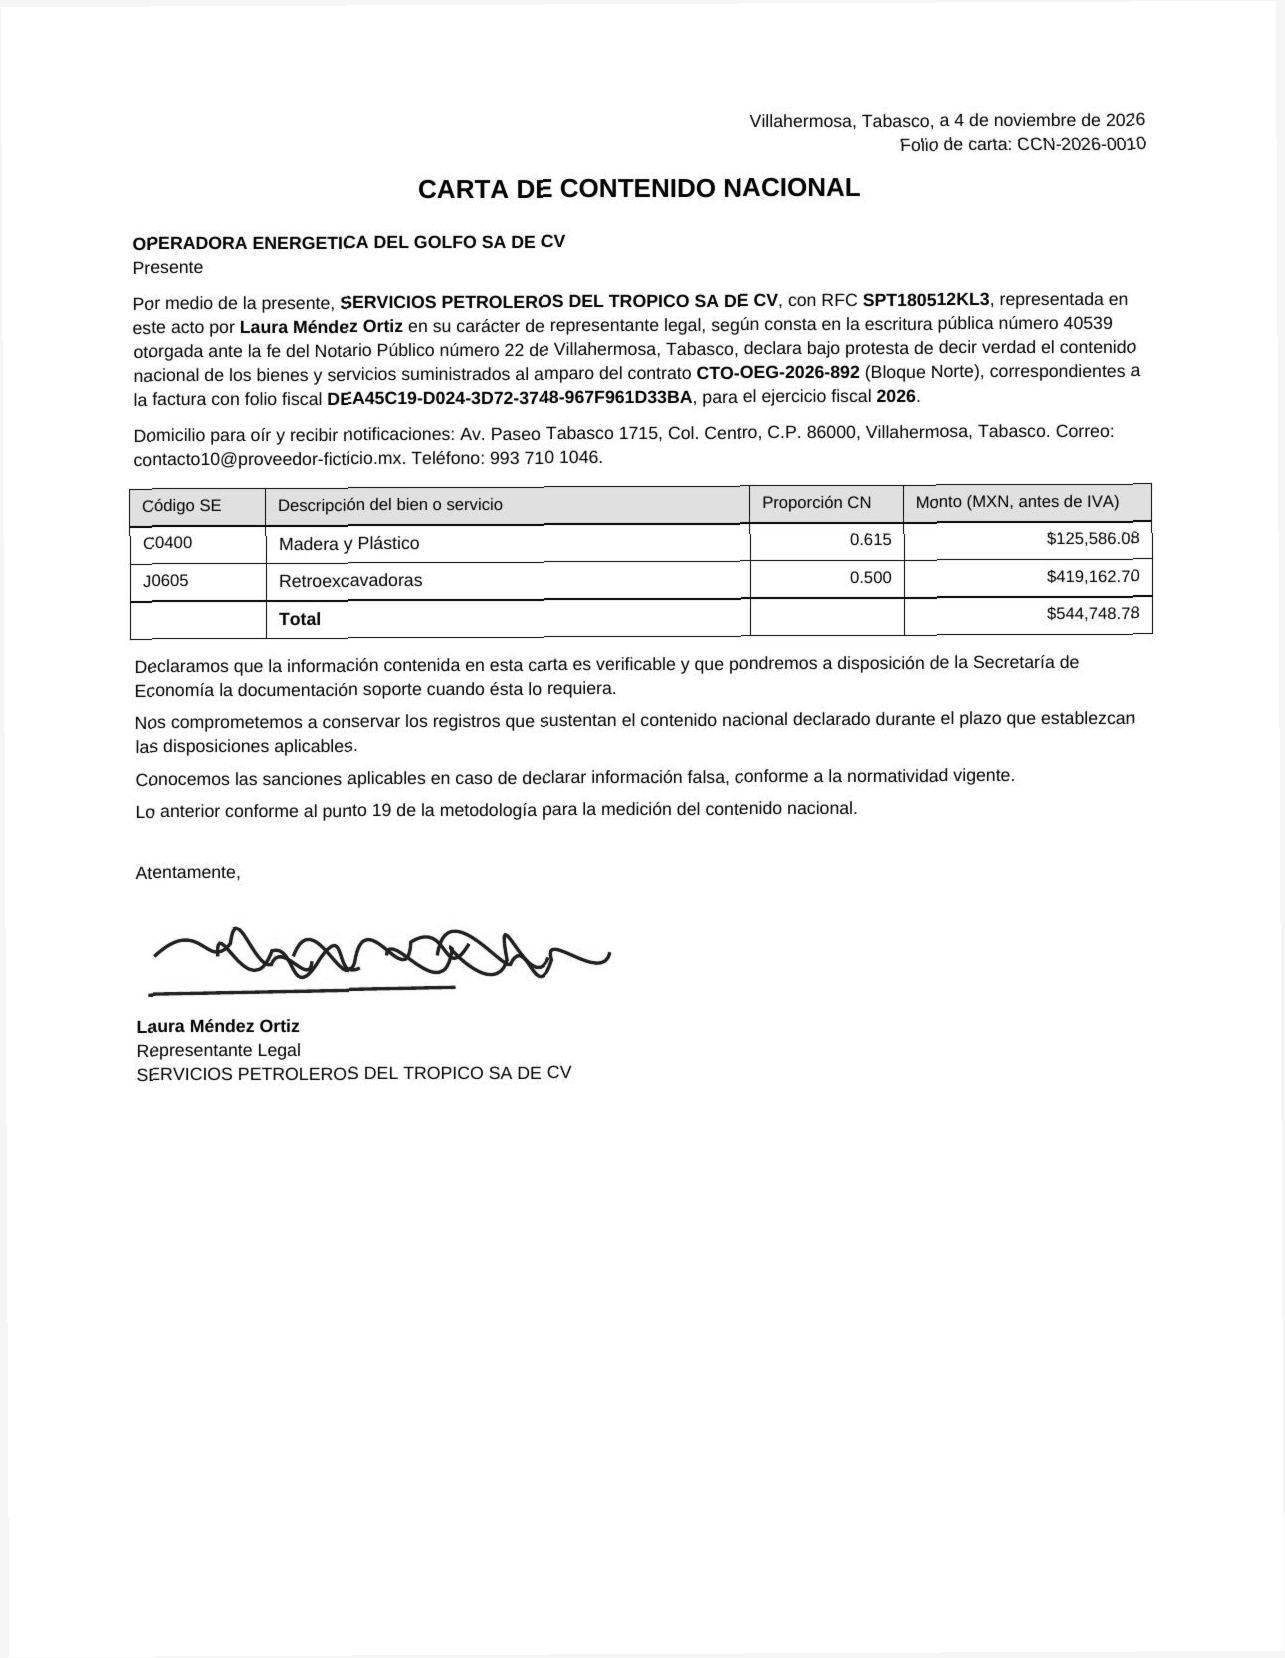 Villahermosa, Tabasco, a 4 de noviembre de 2026
Folio de carta: CCN-2026-0010
CARTA DE CONTENIDO NACIONAL
OPERADORA ENERGETICA DEL GOLFO SA DE CV
Presente
Por medio de la presente, SERVICIOS PETROLEROS DEL TROPICO SA DE CV, con RFC SPT180512KL3, representada en
este acto por Laura Méndez Ortiz en su carácter de representante legal, según consta en la escritura pública número 40539
otorgada ante la fe del Notario Público número 22 de Villahermosa, Tabasco, declara bajo protesta de decir verdad el contenido
nacional de los bienes y servicios suministrados al amparo del contrato CTO-OEG-2026-892 (Bloque Norte), correspondientes a
la factura con folio fiscal DEA45C19-D024-3D72-3748-967F961D33BA, para el ejercicio fiscal 2026.
Domicilio para oír y recibir notificaciones: Av. Paseo Tabasco 1715, Col. Centro, C.P. 86000, Villahermosa, Tabasco. Correo:
contacto10@proveedor-ficticio.mx. Teléfono: 993 710 1046.
Código SE Descripción del bien o servicio Proporción CN Monto (MXN, antes de IVA)
C0400 Madera y Plástico 0.615 $125,586.08
J0605 Retroexcavadoras 0.500 $419,162.70
Total $544,748.78
Declaramos que la información contenida en esta carta es verificable y que pondremos a disposición de la Secretaría de
Economía la documentación soporte cuando ésta lo requiera.
Nos comprometemos a conservar los registros que sustentan el contenido nacional declarado durante el plazo que establezcan
las disposiciones aplicables.
Conocemos las sanciones aplicables en caso de declarar información falsa, conforme a la normatividad vigente.
Lo anterior conforme al punto 19 de la metodología para la medición del contenido nacional.
Atentamente,
Laura Méndez Ortiz
Representante Legal
SERVICIOS PETROLEROS DEL TROPICO SA DE CV